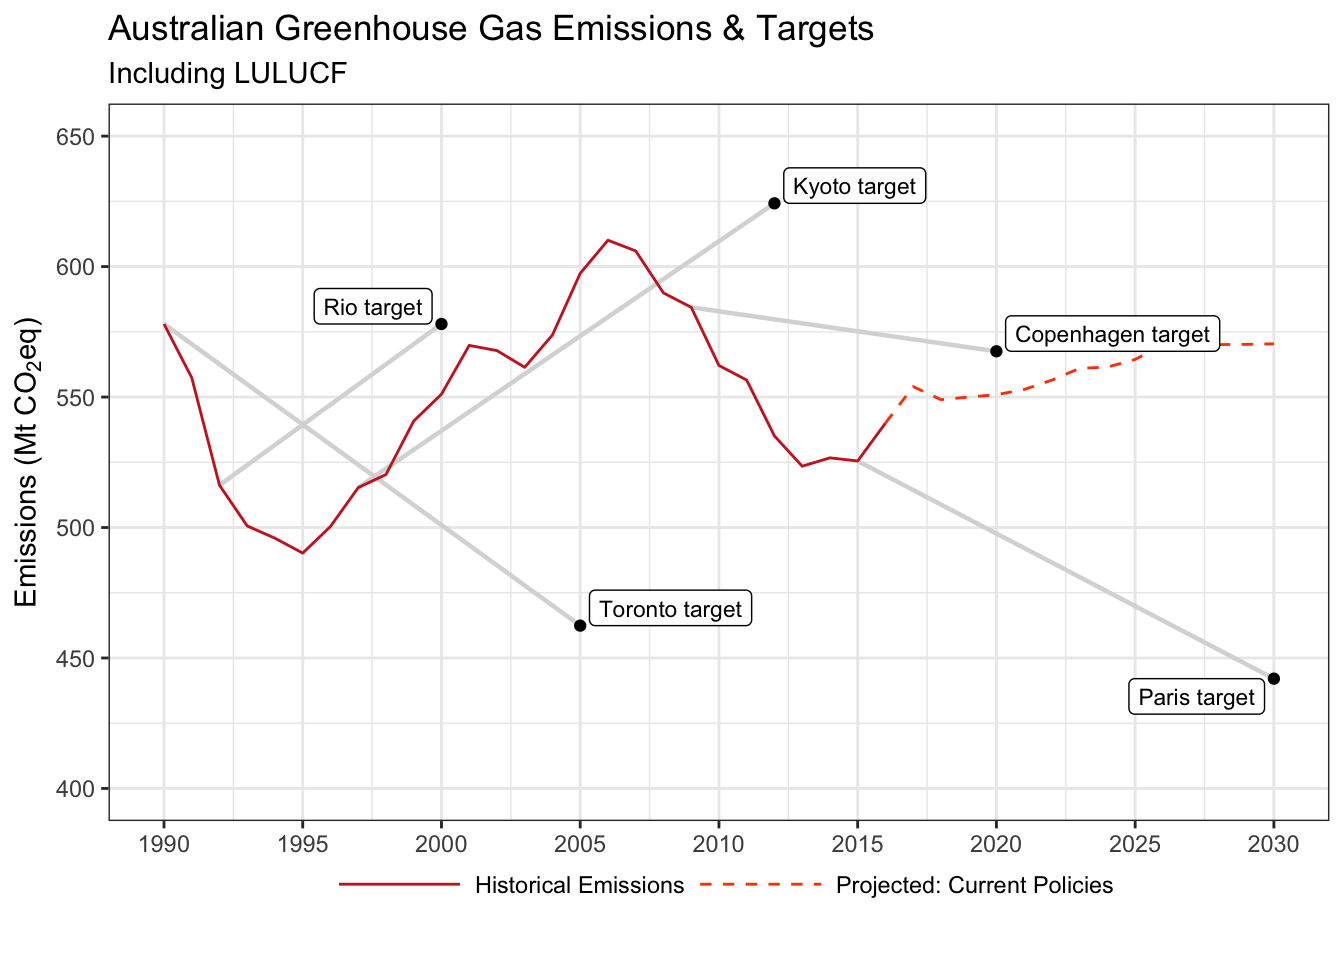 Australian Greenhouse Gas Emissions & Targets
Including LULUCF
Emissions (Mt CO₂eq)
650
600
550
500
450
400
Kyoto target
Rio target
Copenhagen target
Toronto target
Paris target
1990 1995 2000 2005 2010 2015 2020 2025 2030
Historical Emissions Projected: Current Policies